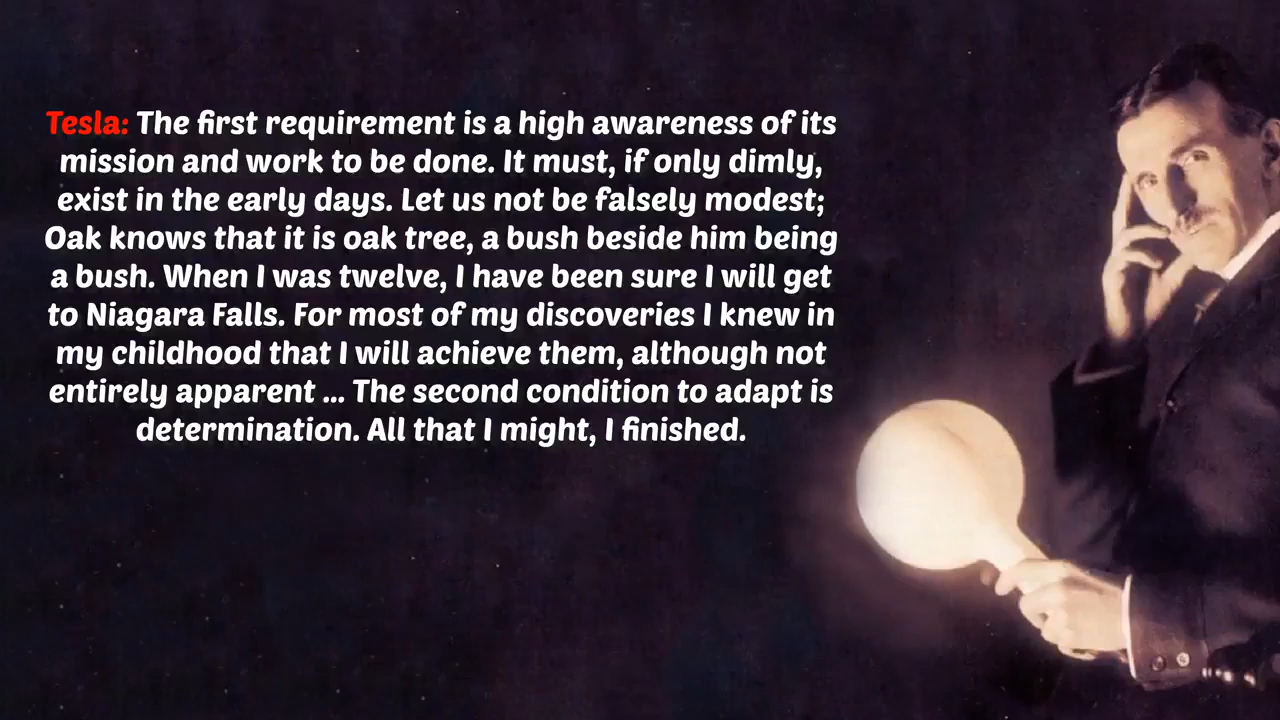 Tesla: The first requirement is a high awareness of its
mission and work to be done. It must, if only dimly,
exist in the early days. Let us not be falsely modest;
Oak knows that it is oak tree, a bush beside him being
a bush. When I was twelve, I have been sure I will get
to Niagara Falls. For most of my discoveries I knew in
my childhood that I will achieve them, although not
entirely apparent ... The second condition to adapt is
determination. All that I might, I finished.